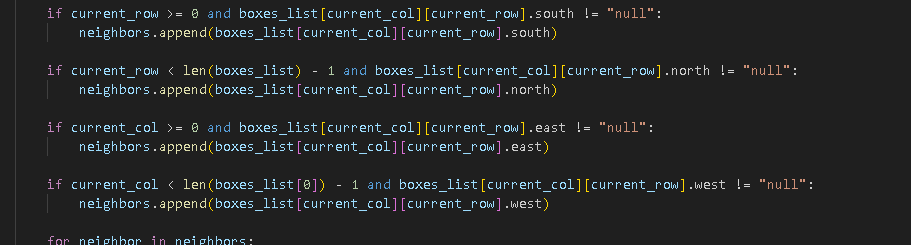 if current_row >= 0 and boxes_list[current_col][current_row].south != "null":
neighbors.append(boxes_list[current_col][current_row].south)
if current_row < len(boxes_list) - 1 and boxes_list[current_col][current_row].north != "null":
neighbors.append(boxes_list[current_col][current_row].north)
if current_col >= 0 and boxes_list[current_col][current_row].east != "null":
neighbors.append(boxes_list[current_col][current_row].east)
if current_col < len(boxes_list[0]) - 1 and boxes_list[current_col][current_row].west != "null":
neighbors.append(boxes_list[current_col][current_row].west)
for neighbor in neighbors: